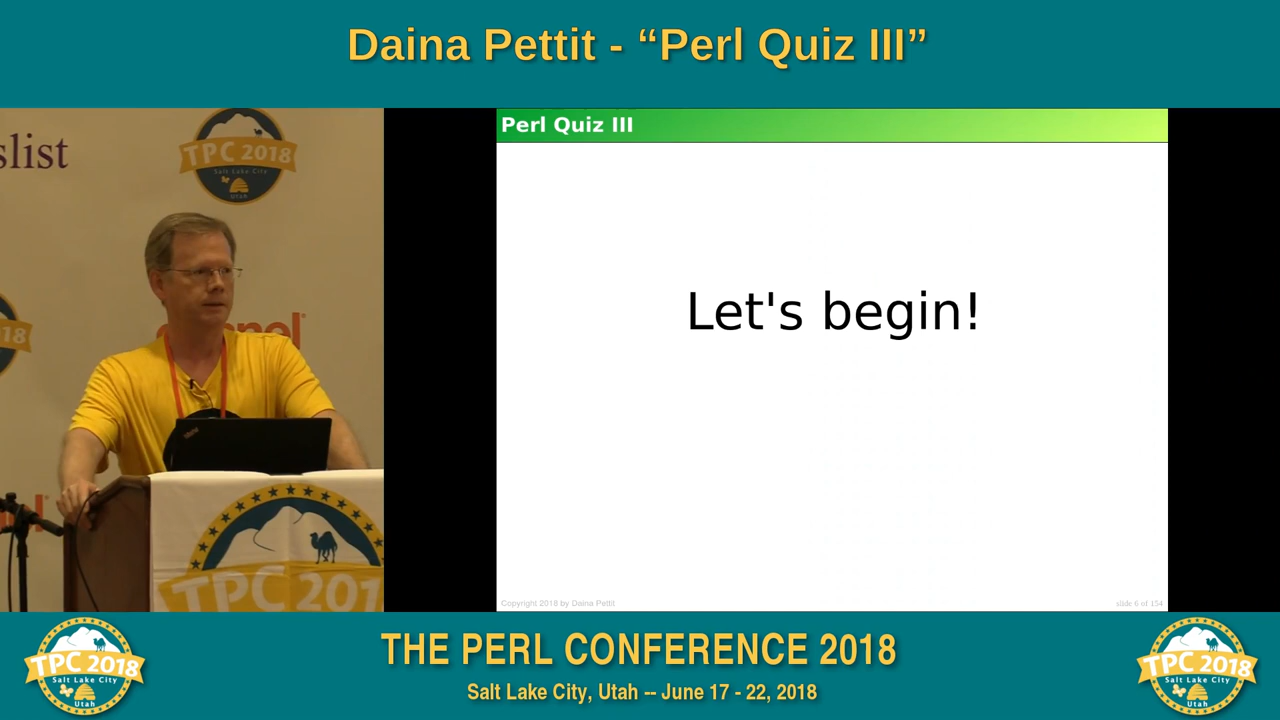 Daina Pettit - “Perl Quiz III”
slist
TPC 2018
Salt Lake City
Utah
18
Perl Quiz III
Let's begin!
TPC 201
Copyright 2018 by Daina Pettit
slide 6 of 154
TPC 2018
Salt Lake City
Utah
THE PERL CONFERENCE 2018
Salt Lake City, Utah -- June 17 - 22, 2018
TPC 2018
Salt Lake City
Utah